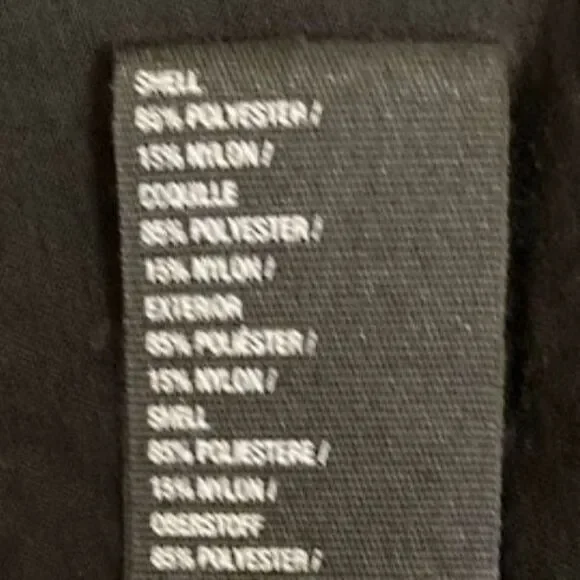 SHELL
85% POLYESTER /
15% NYLON /
COQUILLE
85% POLYESTER /
15% NYLON /
EXTERIOR
85% POLIÉSTER /
15% NYLON /
SHELL
85% POLIESTERE /
15% NYLON /
OBERSTOFF
85% POLYESTER /